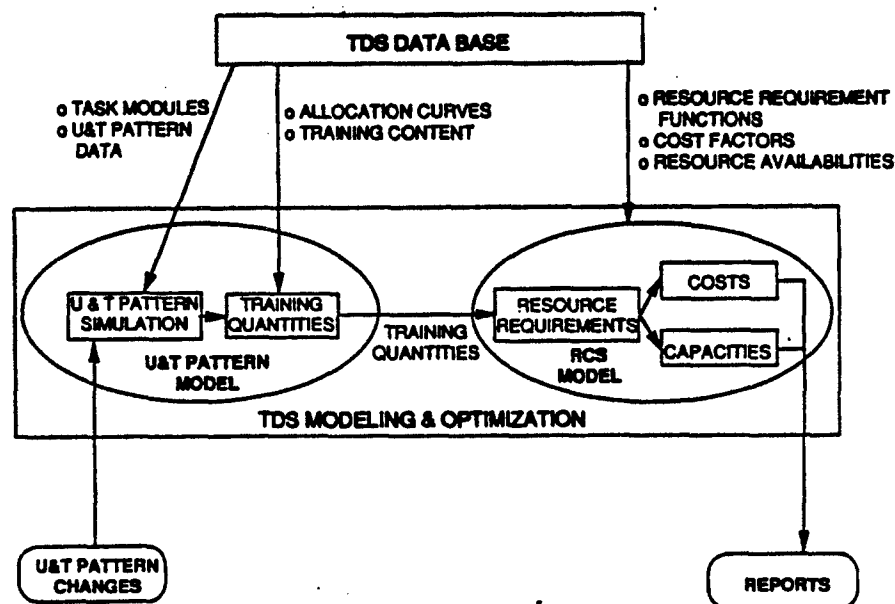 TDS DATA BASE
o TASK MODULES
o U&T PATTERN
DATA
o ALLOCATION CURVES
o TRAINING CONTENT
o RESOURCE REQUIREMENT
FUNCTIONS
o COST FACTORS
o RESOURCE AVAILABILITIES
U & T PATTERN
SIMULATION
TRAINING
QUANTITIES
U&T PATTERN
MODEL
TRAINING
QUANTITIES
RESOURCE
REQUIREMENTS
RCS
MODEL
COSTS
CAPACITIES
TDS MODELING & OPTIMIZATION
U&T PATTERN
CHANGES
REPORTS